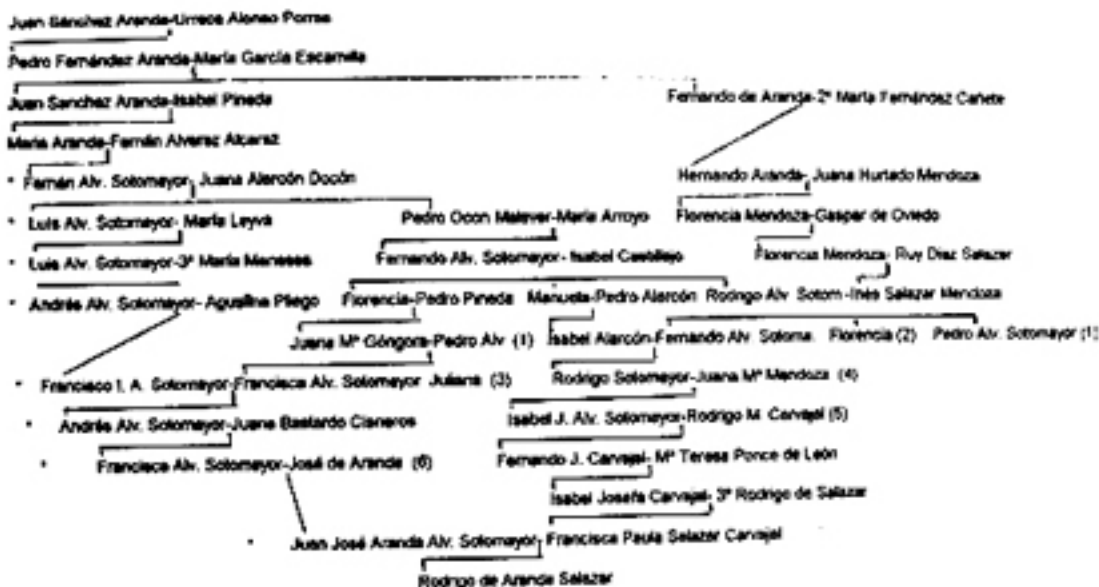 Juan Sánchez Aranda-Urraca Alonso Porras
Pedro Fernández Aranda-María García Escamilla
Juan Sanchez Aranda-Isabel Pineda
Fernando de Aranda-2ª María Fernández Cañete
María Aranda-Fernán Alvarez Alcaraz
* Fernán Alv. Sotomayor- Juana Alarcón Docón
Hernando Aranda- Juana Hurtado Mendoza
* Luis Alv. Sotomayor- María Leyva
Pedro Ocon Malaver-María Arroyo
Florencia Mendoza-Gaspar de Oviedo
* Luis Alv. Sotomayor-3ª María Meneses
Fernando Alv. Sotomayor- Isabel Castillejo
Florencia Mendoza- Ruy Diaz Salazar
* Andrés Alv. Sotomayor- Agustina Pliego
Florencia-Pedro Pineda
Manuela-Pedro Alarcón
Rodrigo Alv Sotom-Inés Salazar Mendoza
Juana Mª Góngora-Pedro Alv (1)
Isabel Alarcón-Fernando Alv. Sotoma.
Florencia (2)
Pedro Alv. Sotomayor (1)
* Francisco I. A. Sotomayor-Francisca Alv. Sotomayor Juliana (3)
Rodrigo Sotomayor-Juana Mª Mendoza (4)
* Andrés Alv. Sotomayor-Juana Bastardo Cisneros
Isabel J. Alv. Sotomayor-Rodrigo M. Carvajal (5)
* Francisca Alv. Sotomayor-José de Aranda (6)
Fernando J. Carvajal- Mª Teresa Ponce de León
Isabel Josefa Carvajal- 3ª Rodrigo de Salazar
* Juan José Aranda Alv. Sotomayor- Francisca Paula Salazar Carvajal
Rodrigo de Aranda Salazar